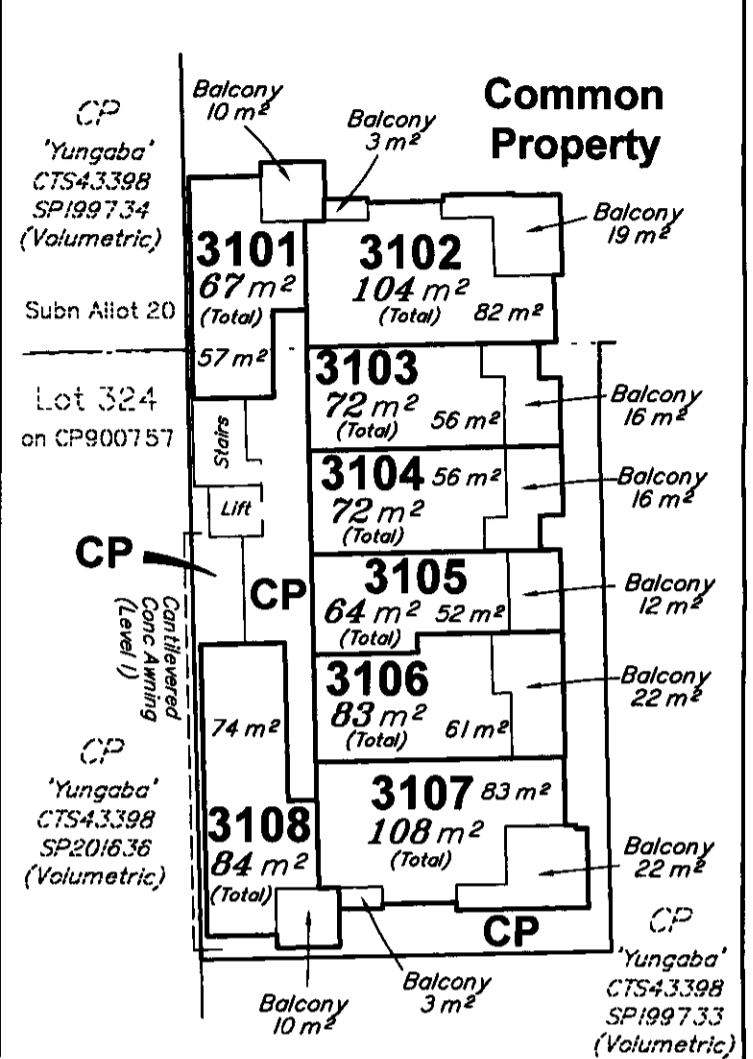 Common
Property
Balcony
10 m²
Balcony
3 m²
CP
'Yungaba'
CTS43398
SP199734
(Volumetric)
Balcony
19 m²
3101
67 m²
(Total)
57 m²
3102
104 m²
(Total)
82 m²
Subn Allot 20
Lot 324
on CP900757
3103
72 m²
(Total)
56 m²
Balcony
16 m²
Stairs
Lift
3104
72 m²
(Total)
56 m²
Balcony
16 m²
CP
CP
3105
64 m²
(Total)
52 m²
Balcony
12 m²
Cantilevered
Conc Awning
(Level 1)
3106
83 m²
(Total)
61 m²
Balcony
22 m²
74 m²
CP
'Yungaba'
CTS43398
SP201636
(Volumetric)
3107
108 m²
(Total)
83 m²
3108
84 m²
(Total)
Balcony
22 m²
CP
Balcony
10 m²
Balcony
3 m²
CP
'Yungaba'
CTS43398
SP199733
(Volumetric)